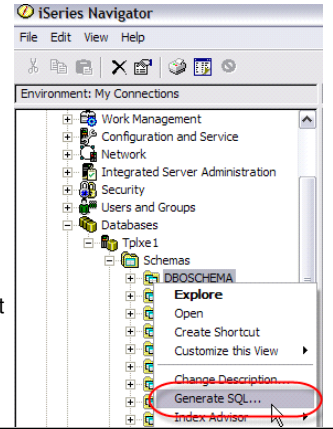 iSeries Navigator
File Edit View Help
Environment: My Connections
Work Management
Configuration and Service
Network
Integrated Server Administration
Security
Users and Groups
Databases
Tplxe1
Schemas
DBOSCHEMA
Explore
Open
Create Shortcut
Customize this View
Change Description...
Generate SQL...
Index Advisor
t